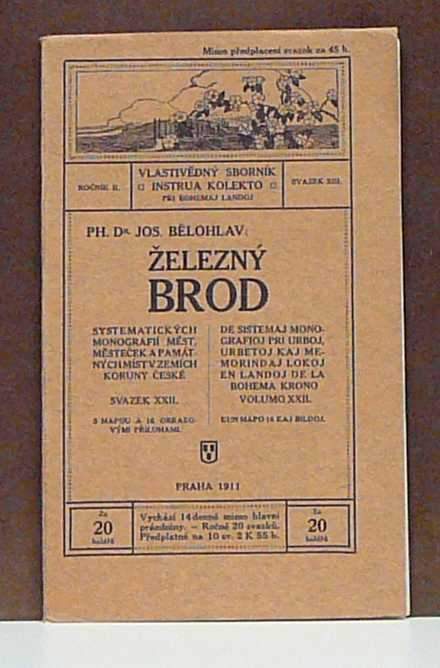 Mimo předplacení svazek za 45 h.
ROČNÍK II.
VLASTIVĚDNÝ SBORNÍK
INSTRUA KOLEKTO
PRI BOHEMAJ LANDOJ
SVAZEK XIII.
PH. DR. JOS. BĚLOHLAV:
ŽELEZNÝ
BROD
SYSTEMATICKÝCH
MONOGRAFIÍ MĚST,
MĚSTEČEK A PAMÁT-
NÝCH MÍST V ZEMÍCH
KORUNY ČESKÉ
SVAZEK XXII.
S MAPOU A 16. OBRAZO-
VÝMI PŘÍLOHAMI.
DE SISTEMAJ MONO-
GRAFIOJ PRI URBOJ,
URBETOJ KAJ ME-
MORINDAJ LOKOJ
EN LANDOJ DE LA
BOHEMA KRONO
VOLUMO XXII.
KUN MAPO 16 KAJ BILDOJ.
PRAHA 1911
Za
20
haléřů
Vychází 14denně mimo hlavní
prázdniny. – Ročně 20 svazků.
Předplatné na 10 sv. 2 K 55 h.
Za
20
haléřů